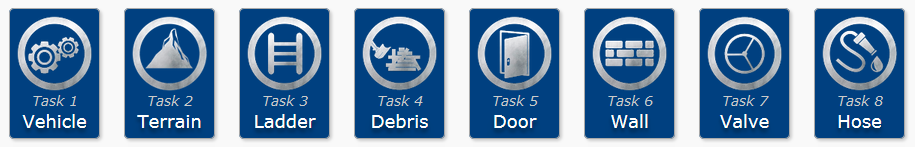 Task 1
Vehicle
Task 2
Terrain
Task 3
Ladder
Task 4
Debris
Task 5
Door
Task 6
Wall
Task 7
Valve
Task 8
Hose